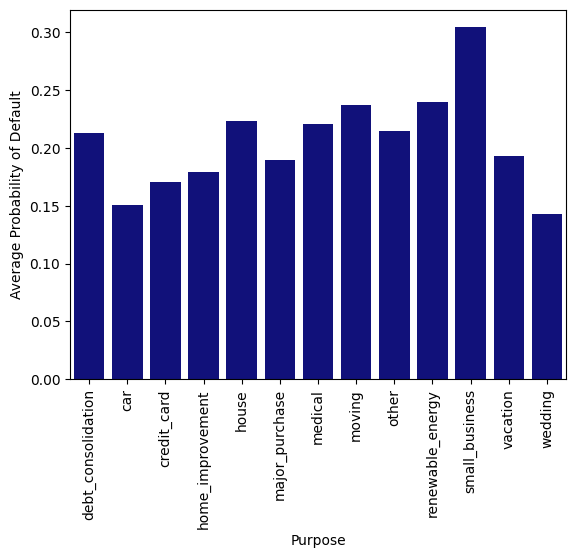 0.30
0.25
0.20
0.15
0.10
0.05
0.00
Average Probability of Default
debt_consolidation
car
credit_card
home_improvement
house
major_purchase
medical
moving
other
renewable_energy
small_business
vacation
wedding
Purpose